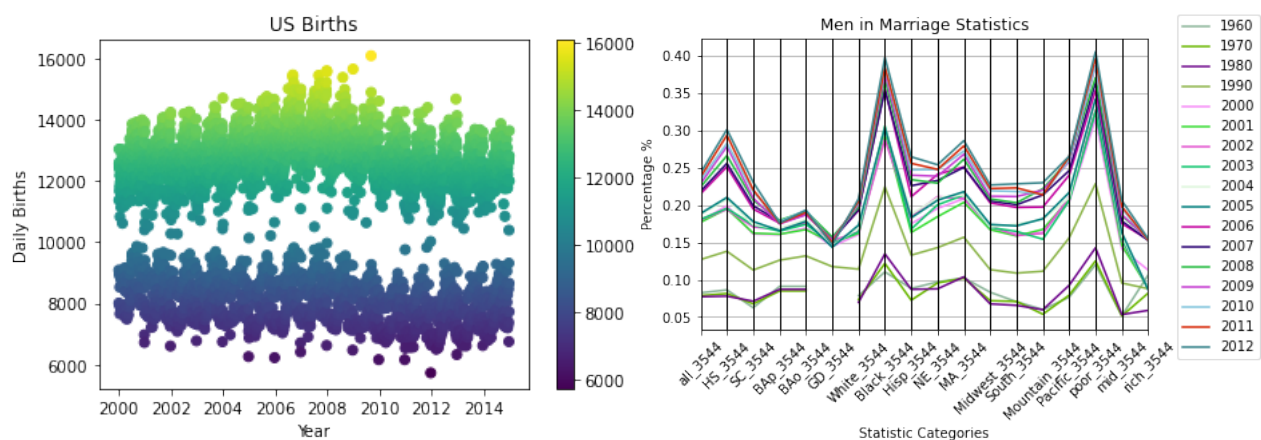 US Births
16000
14000
12000
10000
8000
6000
Daily Births
2000 2002 2004 2006 2008 2010 2012 2014
Year
16000
14000
12000
10000
8000
6000
Men in Marriage Statistics
0.40
0.35
0.30
0.25
0.20
0.15
0.10
0.05
Percentage %
all_3544
HS_3544
SC_3544
BAp_3544
BAo_3544
GD_3544
White_3544
Black_3544
Hisp_3544
NE_3544
MA_3544
Midwest_3544
South_3544
Mountain_3544
Pacific_3544
poor_3544
mid_3544
rich_3544
Statistic Categories
1960
1970
1980
1990
2000
2001
2002
2003
2004
2005
2006
2007
2008
2009
2010
2011
2012